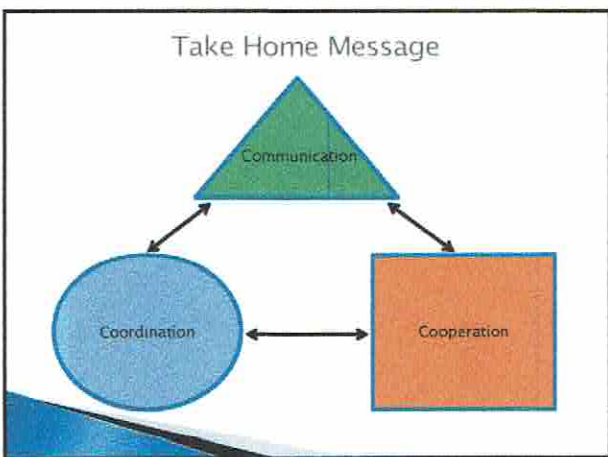 Take Home Message
Communication
Coordination
Cooperation